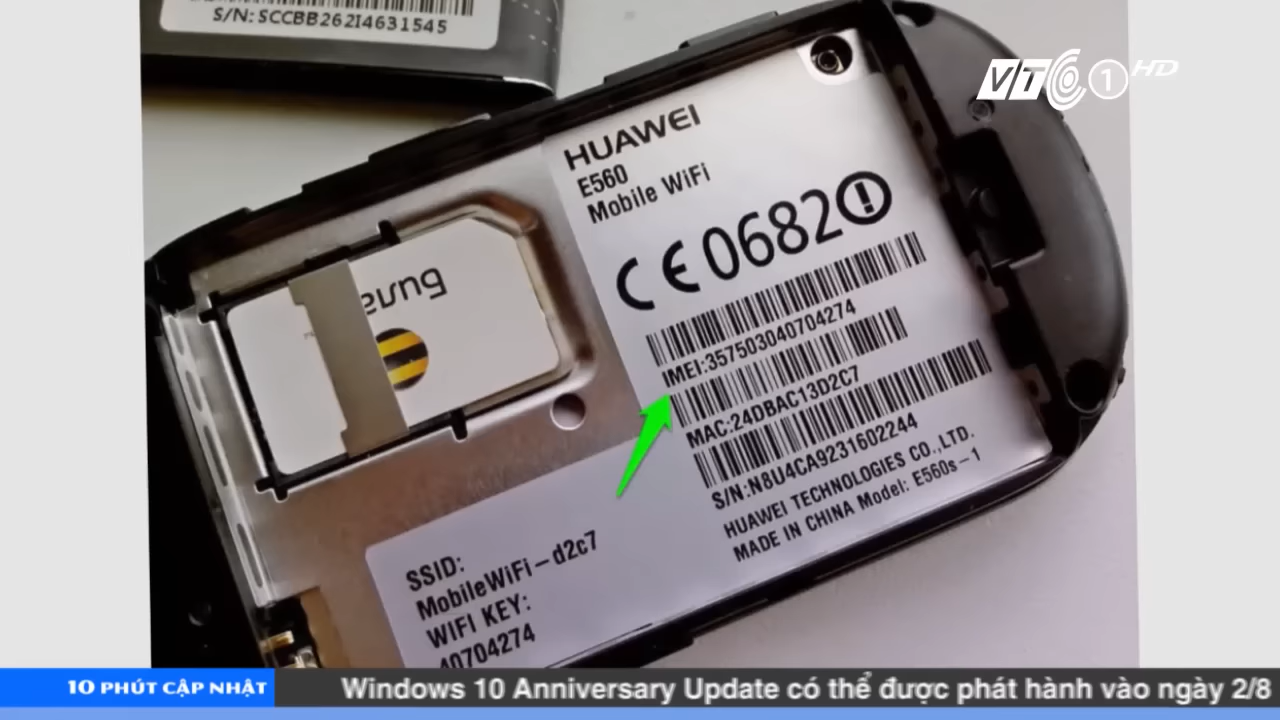 S/N: SCCBB262I4631545
VTC1 HD
HUAWEI
E560
Mobile WiFi
CE0682
IMEI:357503040704274
MAC:24DBAC13D2C7
S/N:N8U4CA9231602244
HUAWEI TECHNOLOGIES CO.,LTD.
MADE IN CHINA Model: E560s-1
SSID:
MobileWiFi-d2c7
WIFI KEY:
40704274
10 PHÚT CẬP NHẬT
Windows 10 Anniversary Update có thể được phát hành vào ngày 2/8